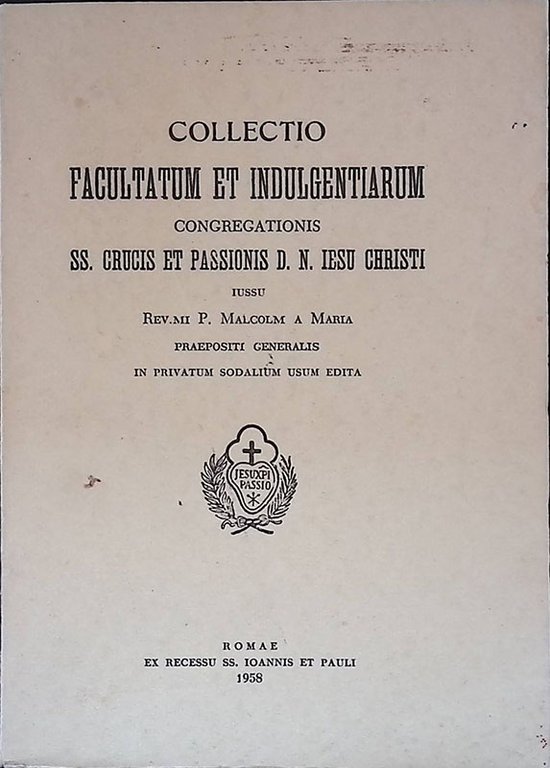 COLLECTIO
FACULTATUM ET INDULGENTIARUM
CONGREGATIONIS
SS. CRUCIS ET PASSIONIS D. N. IESU CHRISTI
IUSSU
REV.MI P. MALCOLM A MARIA
PRAEPOSITI GENERALIS
IN PRIVATUM SODALIUM USUM EDITA
JESU XPI
PASSIO
ROMAE
EX RECESSU SS. IOANNIS ET PAULI
1958